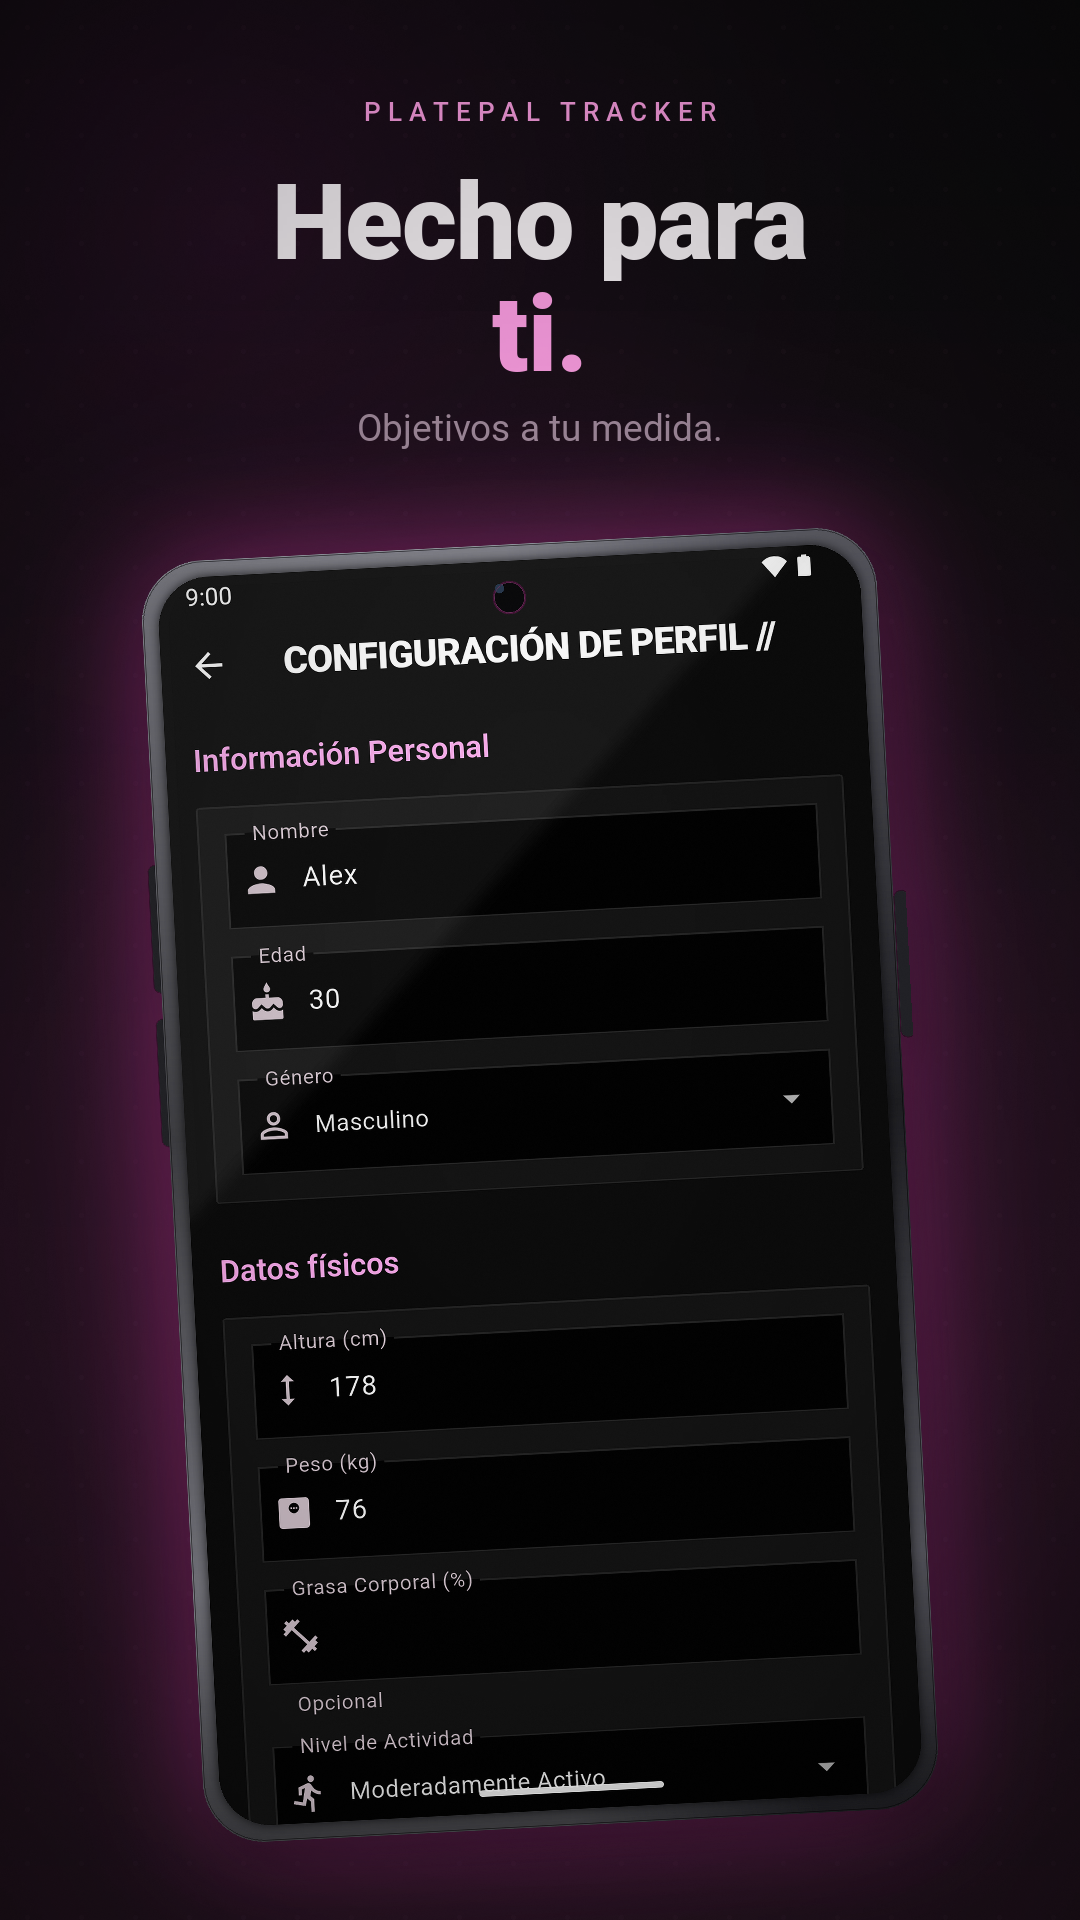 PLATEPAL TRACKER
Hecho para
ti.
Objetivos a tu medida.
9:00
CONFIGURACIÓN DE PERFIL //
Información Personal
Nombre
Alex
Edad
30
Género
Masculino
Datos físicos
Altura (cm)
178
Peso (kg)
76
Grasa Corporal (%)
Opcional
Nivel de Actividad
Moderadamente Activo